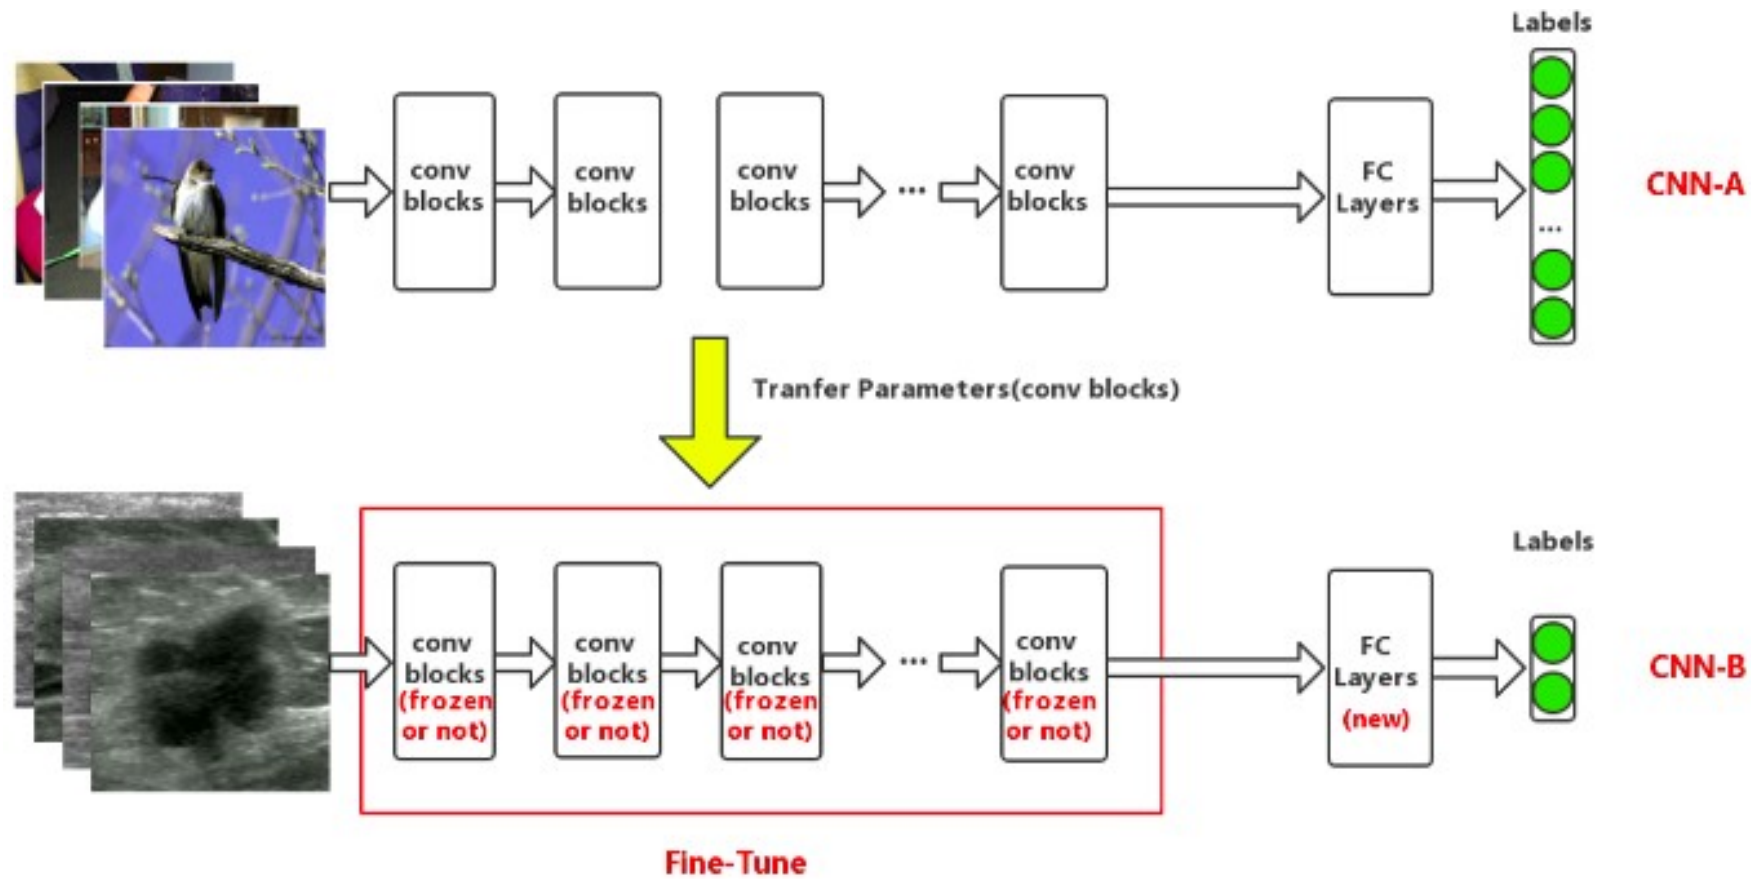 Labels
conv
blocks
conv
blocks
conv
blocks
...
conv
blocks
FC
Layers
...
CNN-A
Tranfer Parameters(conv blocks)
Labels
conv
blocks
(frozen
or not)
conv
blocks
(frozen
or not)
conv
blocks
(frozen
or not)
...
conv
blocks
(frozen
or not)
FC
Layers
(new)
CNN-B
Fine-Tune